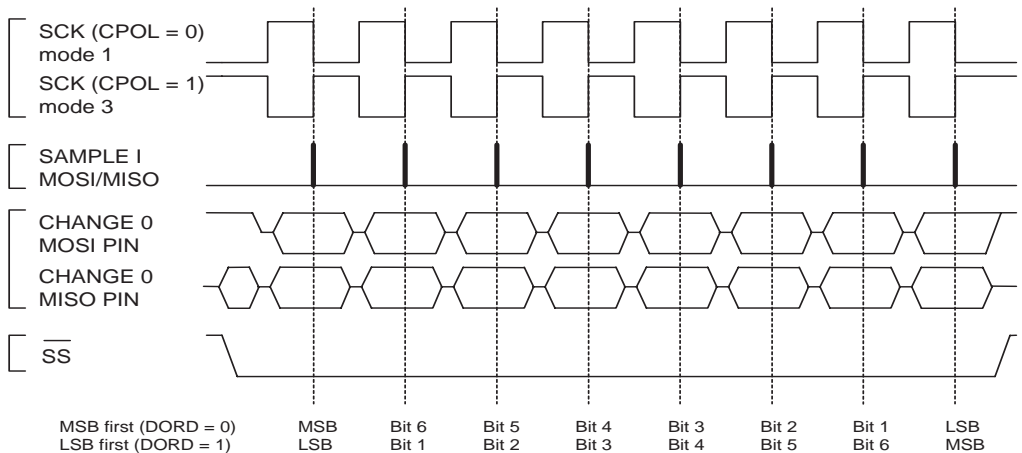 SCK (CPOL = 0)
mode 1
SCK (CPOL = 1)
mode 3
SAMPLE I
MOSI/MISO
CHANGE 0
MOSI PIN
CHANGE 0
MISO PIN
SS
MSB first (DORD = 0) MSB Bit 6 Bit 5 Bit 4 Bit 3 Bit 2 Bit 1 LSB
LSB first (DORD = 1) LSB Bit 1 Bit 2 Bit 3 Bit 4 Bit 5 Bit 6 MSB